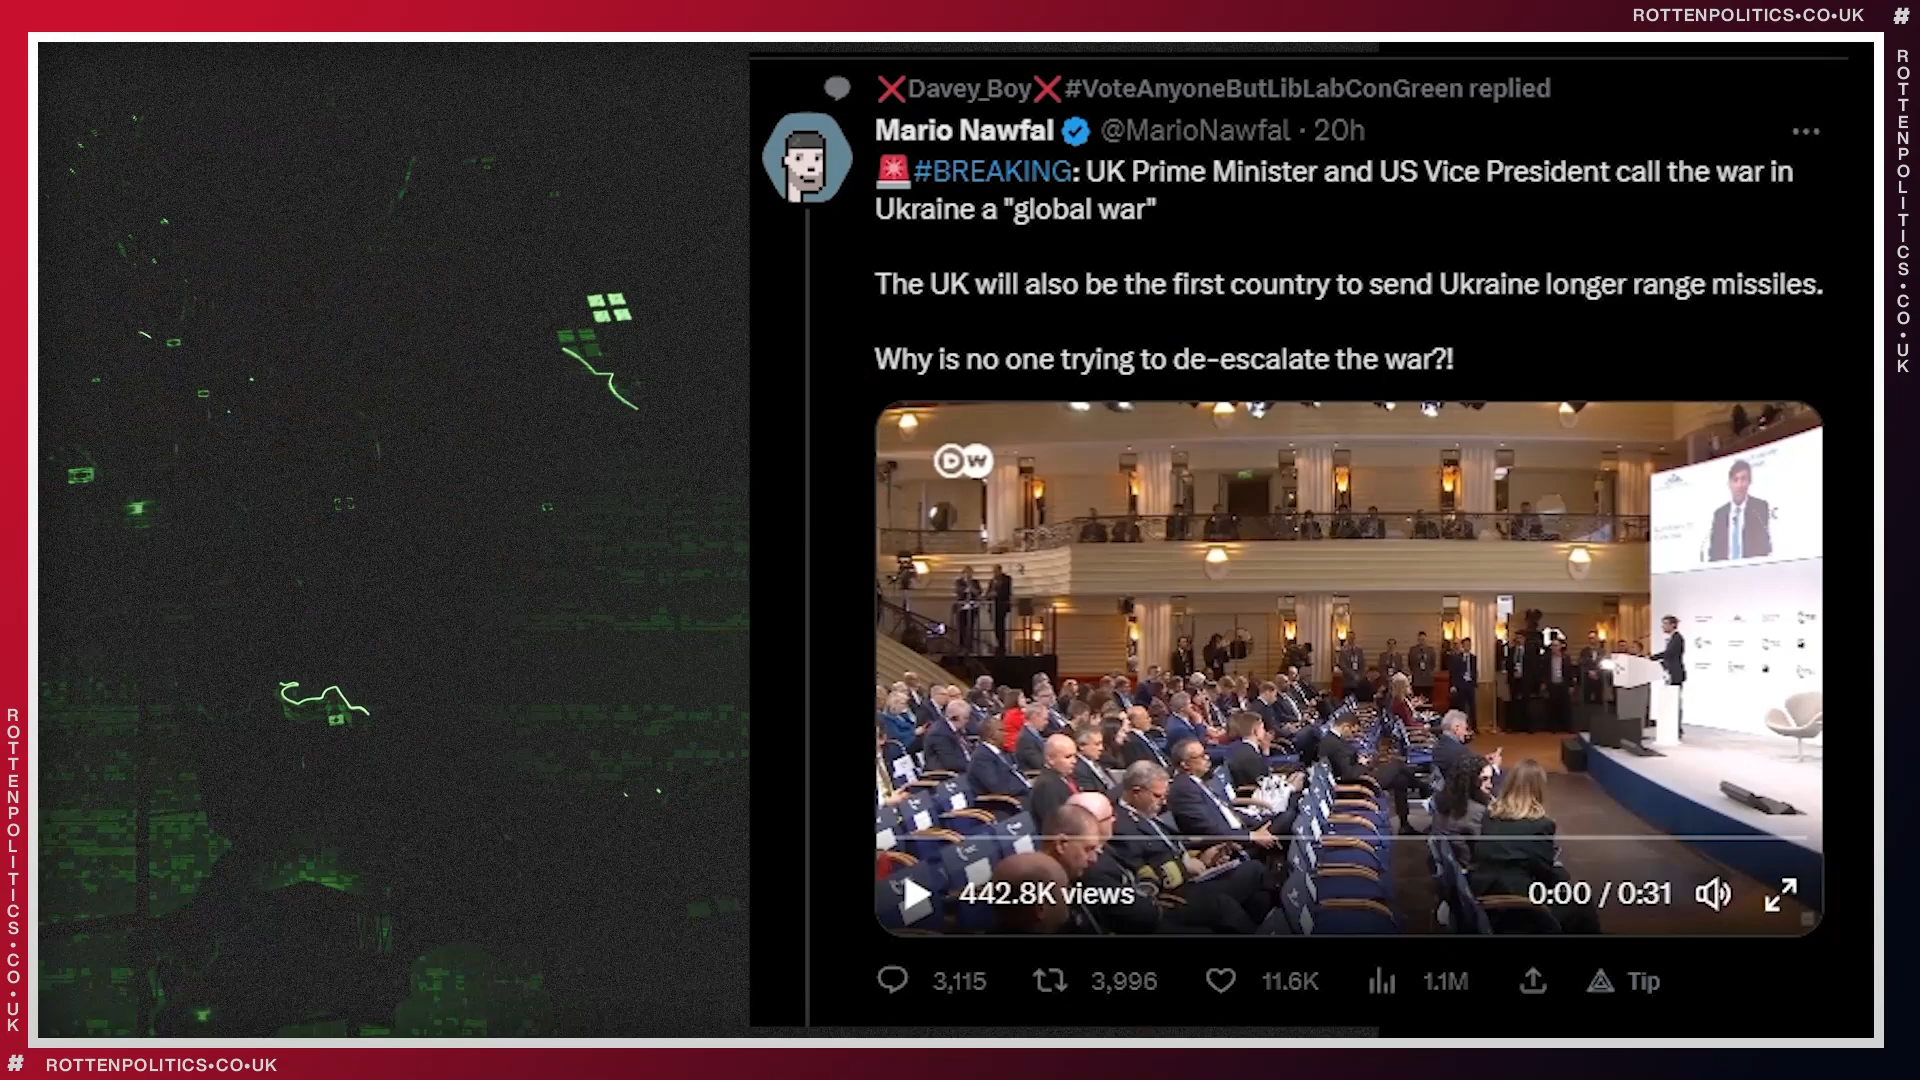 ROTTENPOLITICS•CO•UK #
ROTTENPOLITICS•CO•UK
❌Davey_Boy❌#VoteAnyoneButLibLabConGreen replied
Mario Nawfal @MarioNawfal · 20h
🚨#BREAKING: UK Prime Minister and US Vice President call the war in
Ukraine a "global war"
The UK will also be the first country to send Ukraine longer range missiles.
Why is no one trying to de-escalate the war?!
DW
442.8K views
0:00 / 0:31
3,115 3,996 11.6K 1.1M Tip
ROTTENPOLITICS•CO•UK
# ROTTENPOLITICS•CO•UK